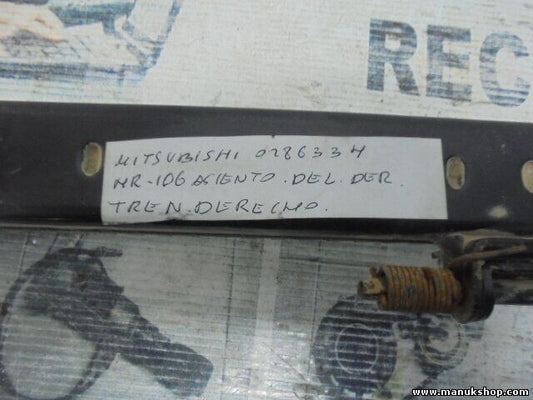 REC
MITSUBISHI 0286334
MR-106 ASIENTO.DEL.DER.
TREN.DERECHO.
www.manukshop.com